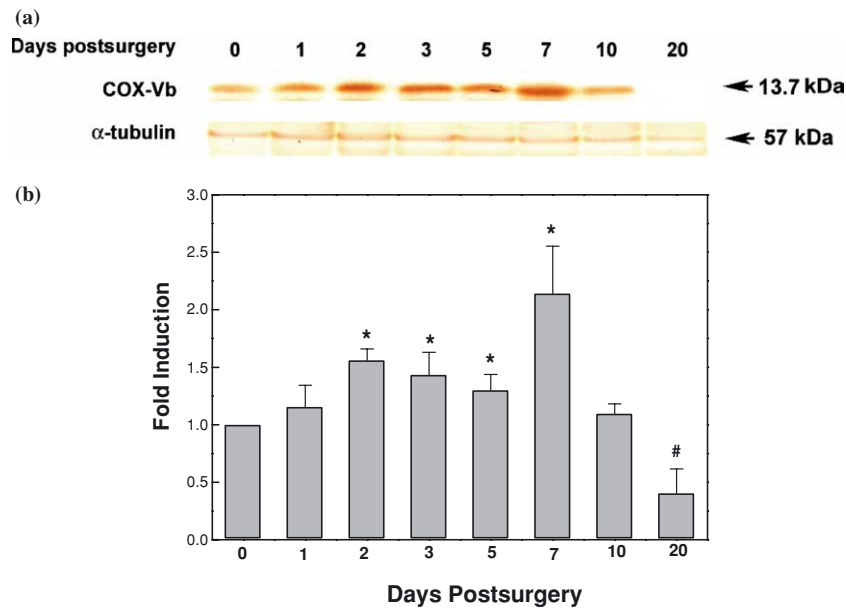 (a)
Days postsurgery 0 1 2 3 5 7 10 20
COX-Vb 13.7 kDa
α-tubulin 57 kDa
(b)
3.0
2.5
2.0
1.5
1.0
0.5
0.0
Fold Induction
* * * * #
0 1 2 3 5 7 10 20
Days Postsurgery